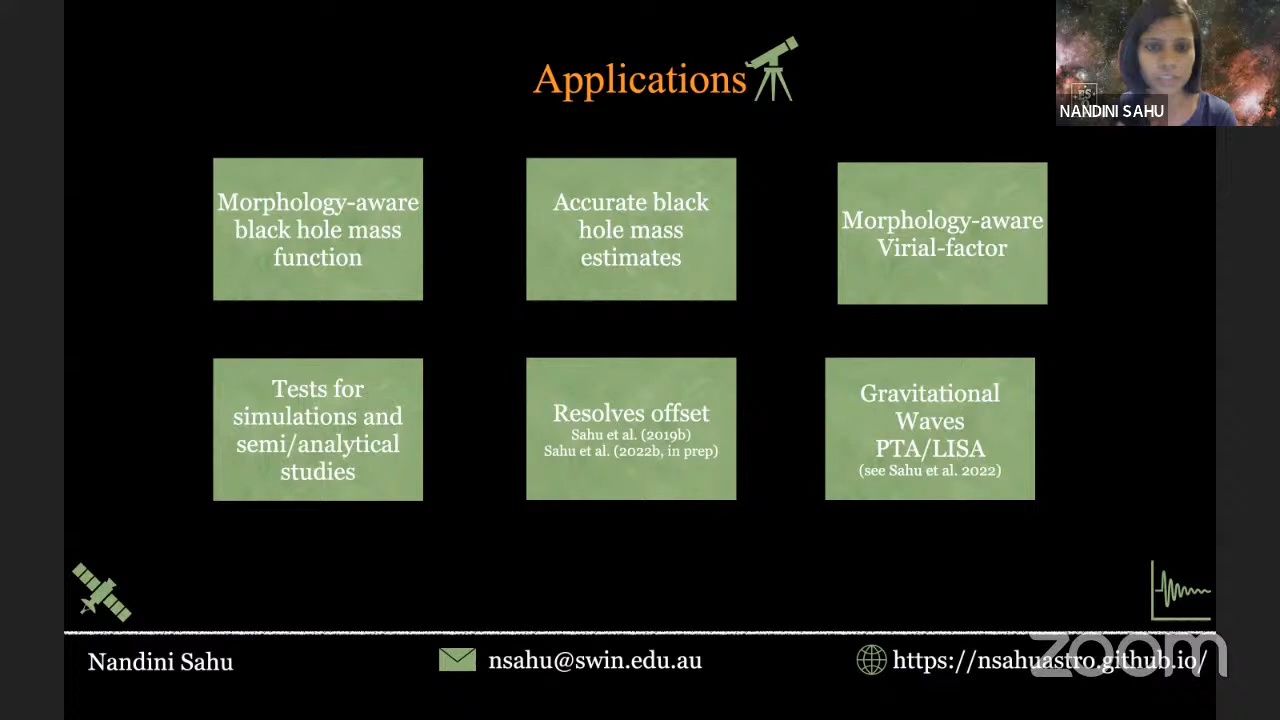 Applications
NANDINI SAHU
Morphology-aware
black hole mass
function
Accurate black
hole mass
estimates
Morphology-aware
Virial-factor
Tests for
simulations and
semi/analytical
studies
Resolves offset
Sahu et al. (2019b)
Sahu et al. (2022b, in prep)
Gravitational
Waves
PTA/LISA
(see Sahu et al. 2022)
Nandini Sahu
nsahu@swin.edu.au
https://nsahuastro.github.io/
zoom